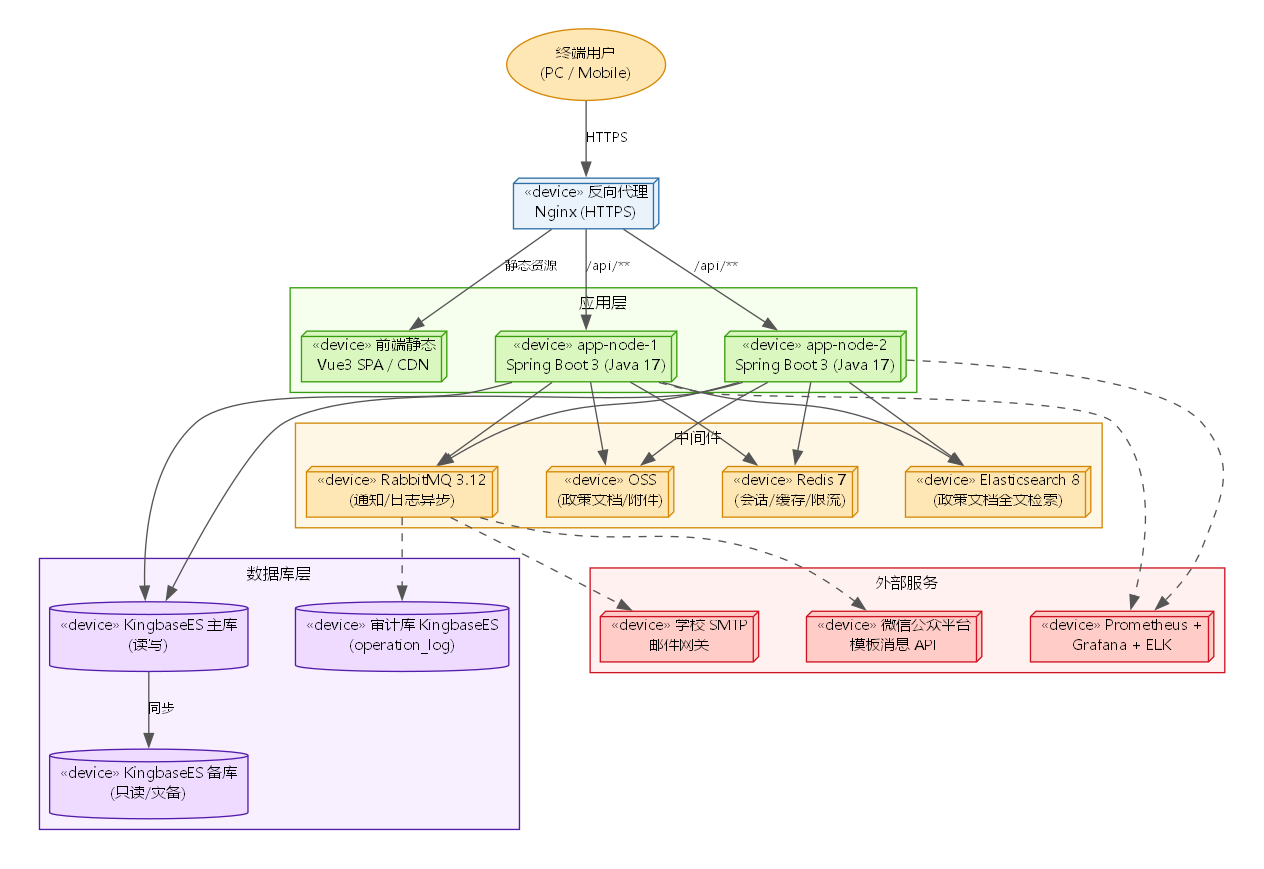 终端用户
(PC / Mobile)
HTTPS
«device» 反向代理
Nginx (HTTPS)
静态资源
/api/**
/api/**
应用层
«device» 前端静态
Vue3 SPA / CDN
«device» app-node-1
Spring Boot 3 (Java 17)
«device» app-node-2
Spring Boot 3 (Java 17)
中间件
«device» RabbitMQ 3.12
(通知/日志异步)
«device» OSS
(政策文档/附件)
«device» Redis 7
(会话/缓存/限流)
«device» Elasticsearch 8
(政策文档全文检索)
数据库层
«device» KingbaseES 主库
(读写)
«device» 审计库 KingbaseES
(operation_log)
同步
«device» KingbaseES 备库
(只读/灾备)
外部服务
«device» 学校 SMTP
邮件网关
«device» 微信公众平台
模板消息 API
«device» Prometheus +
Grafana + ELK